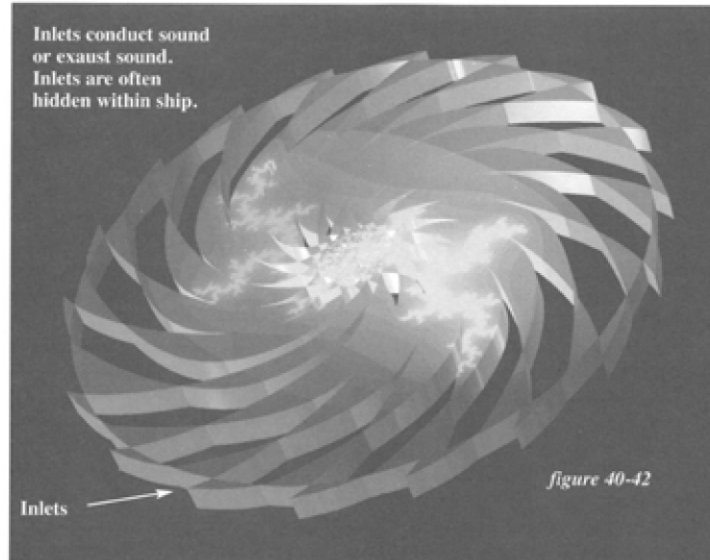 Inlets conduct sound
or exaust sound.
Inlets are often
hidden within ship.
figure 40-42
Inlets